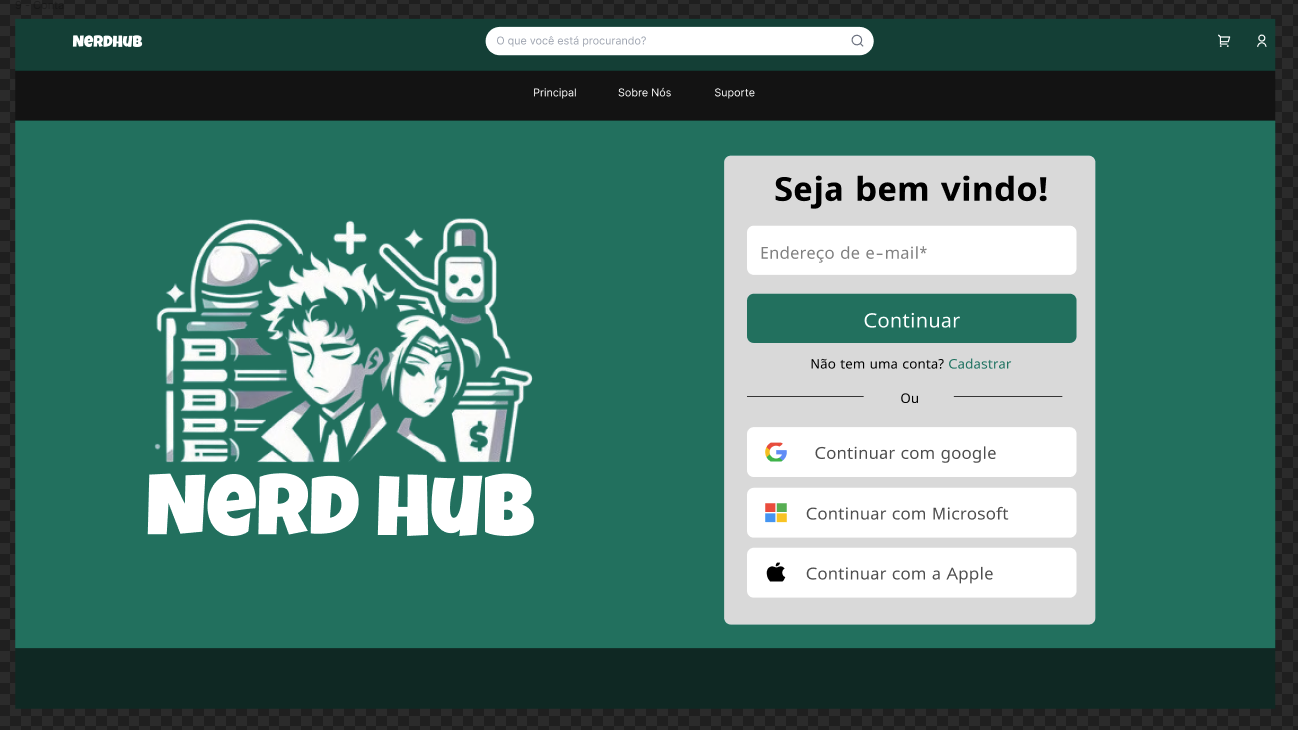 NerdHub
O que você está procurando?
Principal Sobre Nós Suporte
Seja bem vindo!
Endereço de e-mail*
Continuar
Não tem uma conta? Cadastrar
Ou
Continuar com google
Continuar com Microsoft
Continuar com a Apple
$
Nerd Hub